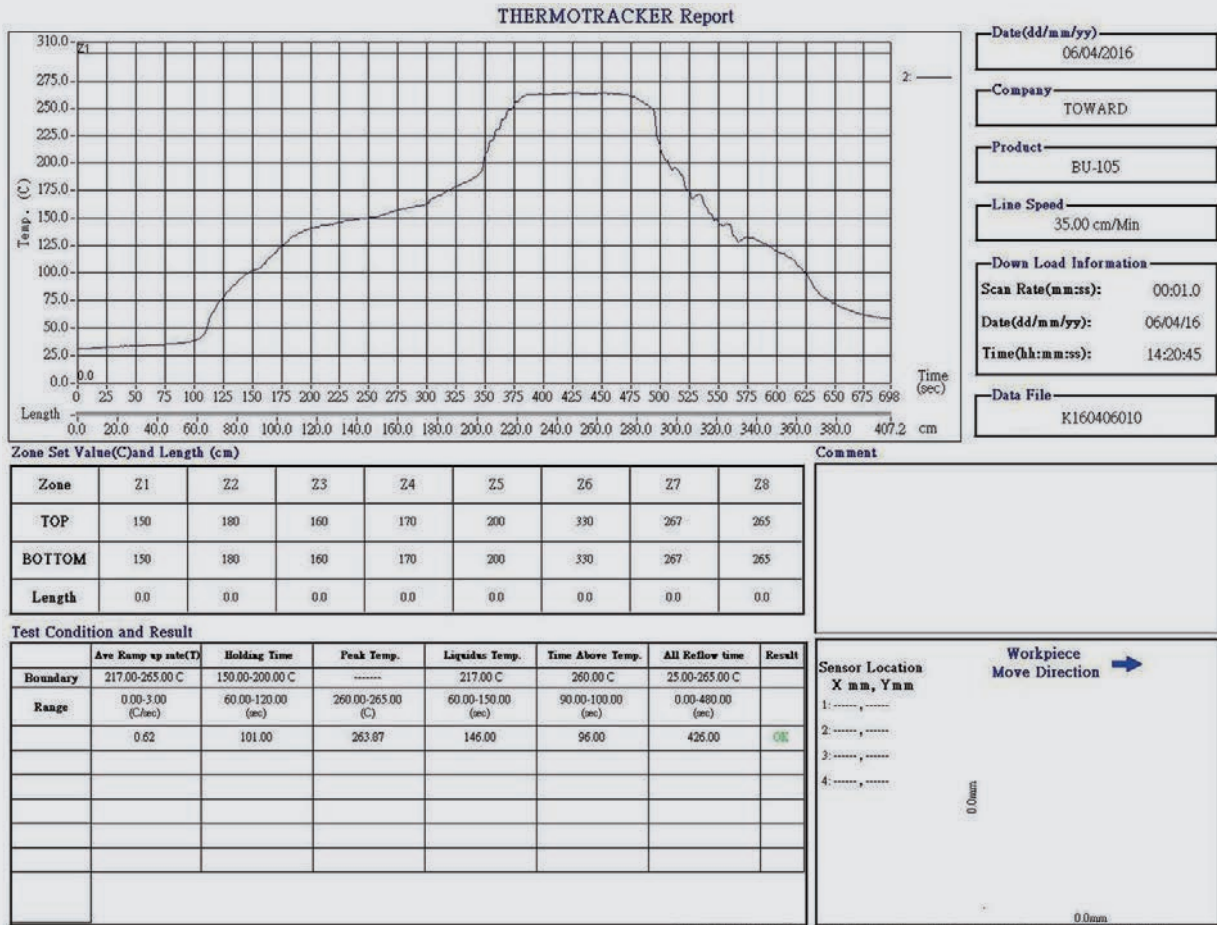 THERMOTRACKER Report
Z1
310.0
275.0
250.0
225.0
200.0
175.0
150.0
125.0
100.0
75.0
50.0
25.0
0.0
Temp. (C)
0.0
2:
0 25 50 75 100 125 150 175 200 225 250 275 300 325 350 375 400 425 450 475 500 525 550 575 600 625 650 675 698
Time (sec)
Length
0.0 20.0 40.0 60.0 80.0 100.0 120.0 140.0 160.0 180.0 200.0 220.0 240.0 260.0 280.0 300.0 320.0 340.0 360.0 380.0 407.2 cm
Date(dd/mm/yy)
06/04/2016
Company
TOWARD
Product
BU-105
Line Speed
35.00 cm/Min
Down Load Information
Scan Rate(mm:ss): 00:01.0
Date(dd/mm/yy): 06/04/16
Time(hh:mm:ss): 14:20:45
Data File
K160406010
Zone Set Value(C)and Length (cm)
Zone Z1 Z2 Z3 Z4 Z5 Z6 Z7 Z8
TOP 150 180 160 170 200 330 267 265
BOTTOM 150 180 160 170 200 330 267 265
Length 0.0 0.0 0.0 0.0 0.0 0.0 0.0 0.0
Comment
Test Condition and Result
Ave Ramp up rate(T) Holding Time Peak Temp. Liquidus Temp. Time Above Temp. All Reflow time Result
Boundary 217.00-265.00 C 150.00-200.00 C ------- 217.00 C 260.00 C 25.00-265.00 C
Range 0.00-3.00 (C/sec) 60.00-120.00 (sec) 260.00-265.00 (C) 60.00-150.00 (sec) 90.00-100.00 (sec) 0.00-480.00 (sec)
0.62 101.00 263.87 146.00 96.00 426.00 OK
Sensor Location
X mm, Ymm
1: ------ , ------
2: ------ , ------
3: ------ , ------
4: ------ , ------
Workpiece
Move Direction
0.0mm
0.0mm